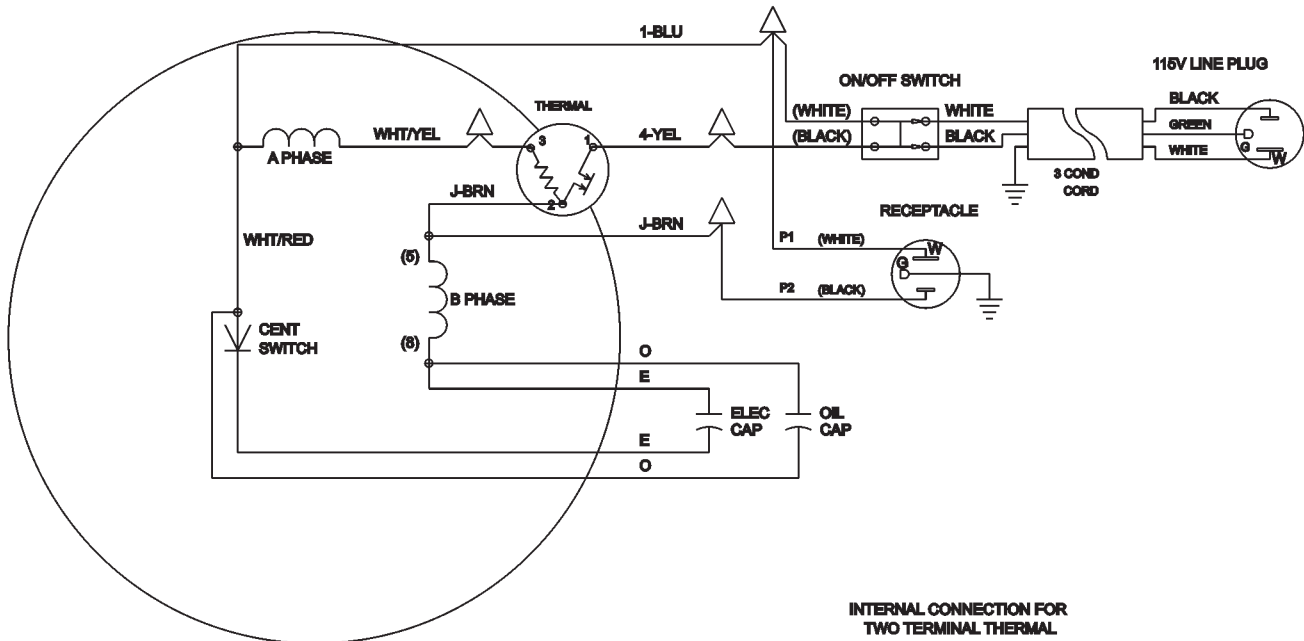 1-BLU
115V LINE PLUG
ON/OFF SWITCH
BLACK
THERMAL
(WHITE)
WHITE
GREEN
WHT/YEL
3
1
4-YEL
(BLACK)
BLACK
WHITE
G
W
A PHASE
3 COND
CORD
J-BRN
2
RECEPTACLE
J-BRN
WHT/RED
P1
(WHITE)
W
G
(5)
P2
(BLACK)
B PHASE
CENT
SWITCH
(8)
O
E
ELEC
CAP
OIL
CAP
E
O
INTERNAL CONNECTION FOR
TWO TERMINAL THERMAL